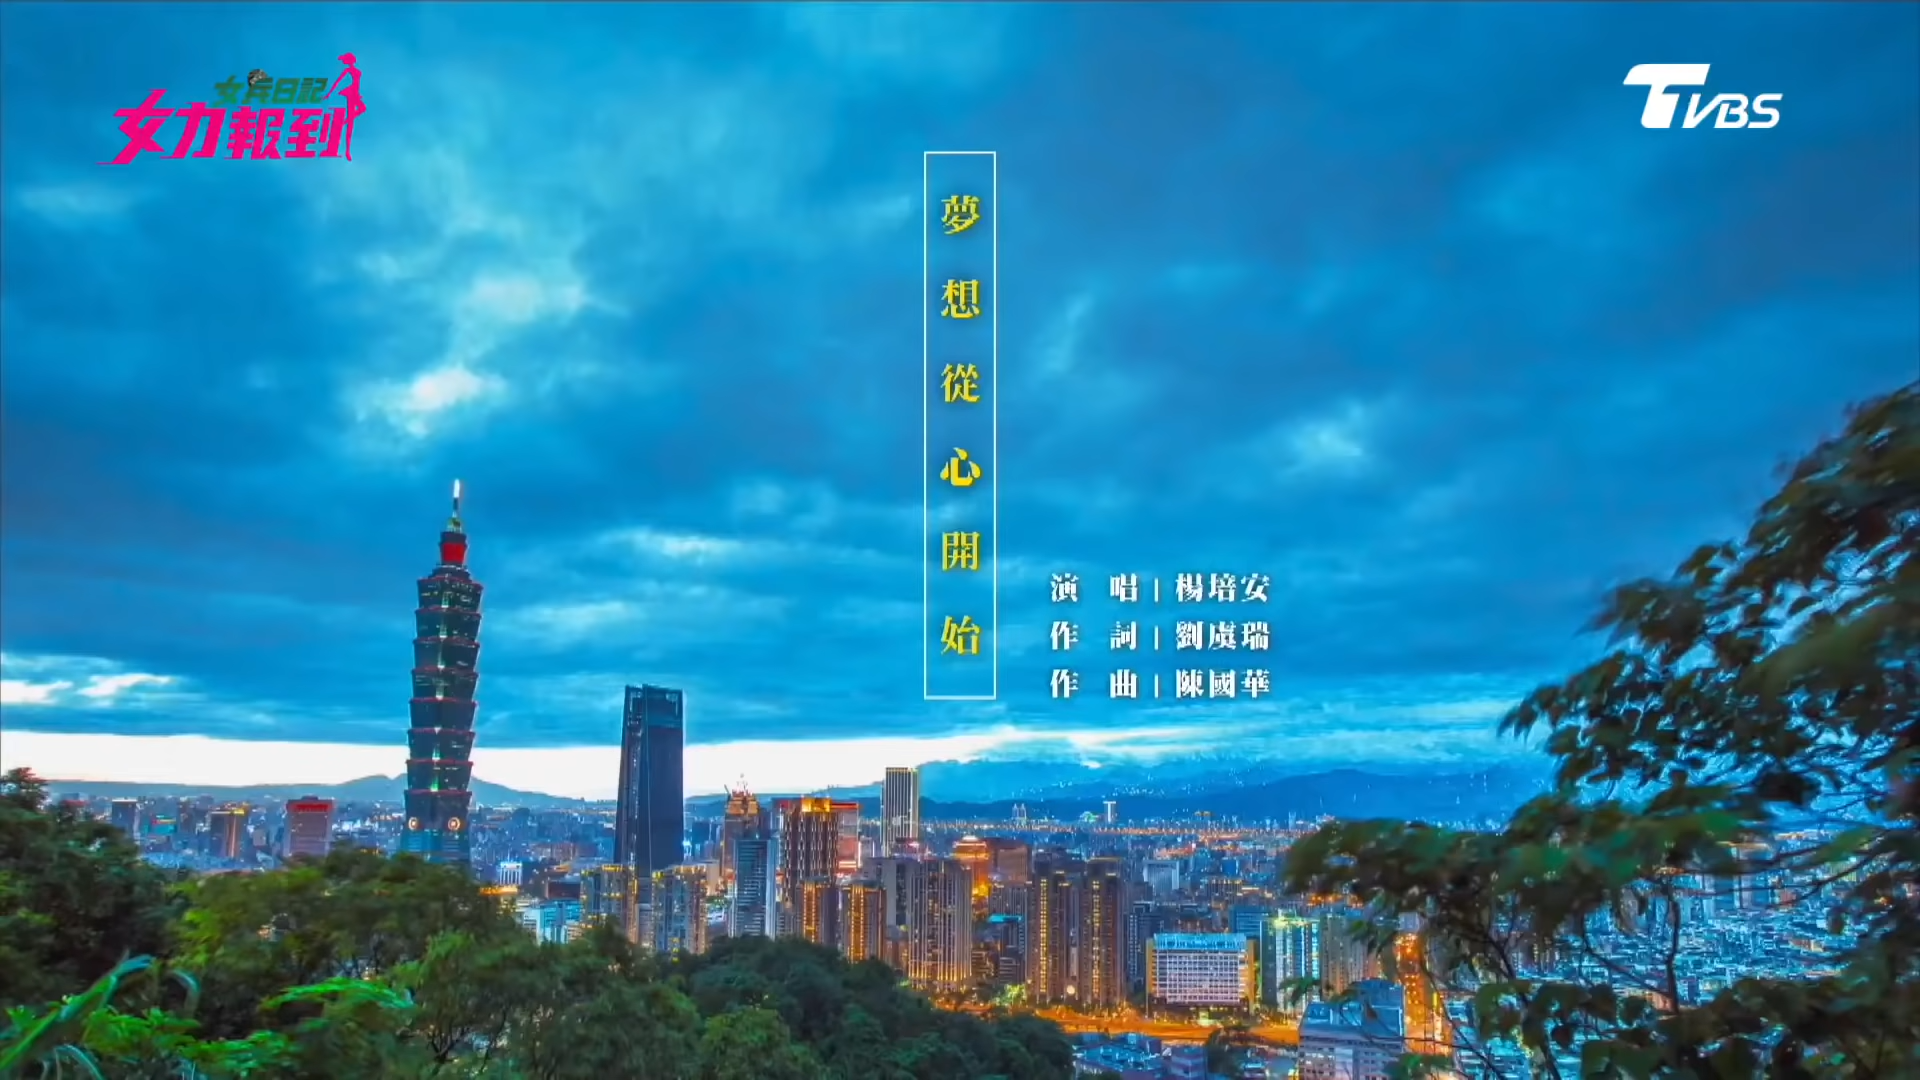 女兵日記
女力報到
TVBS
夢想從心開始
演 唱 | 楊培安
作 詞 | 劉虞瑞
作 曲 | 陳國華